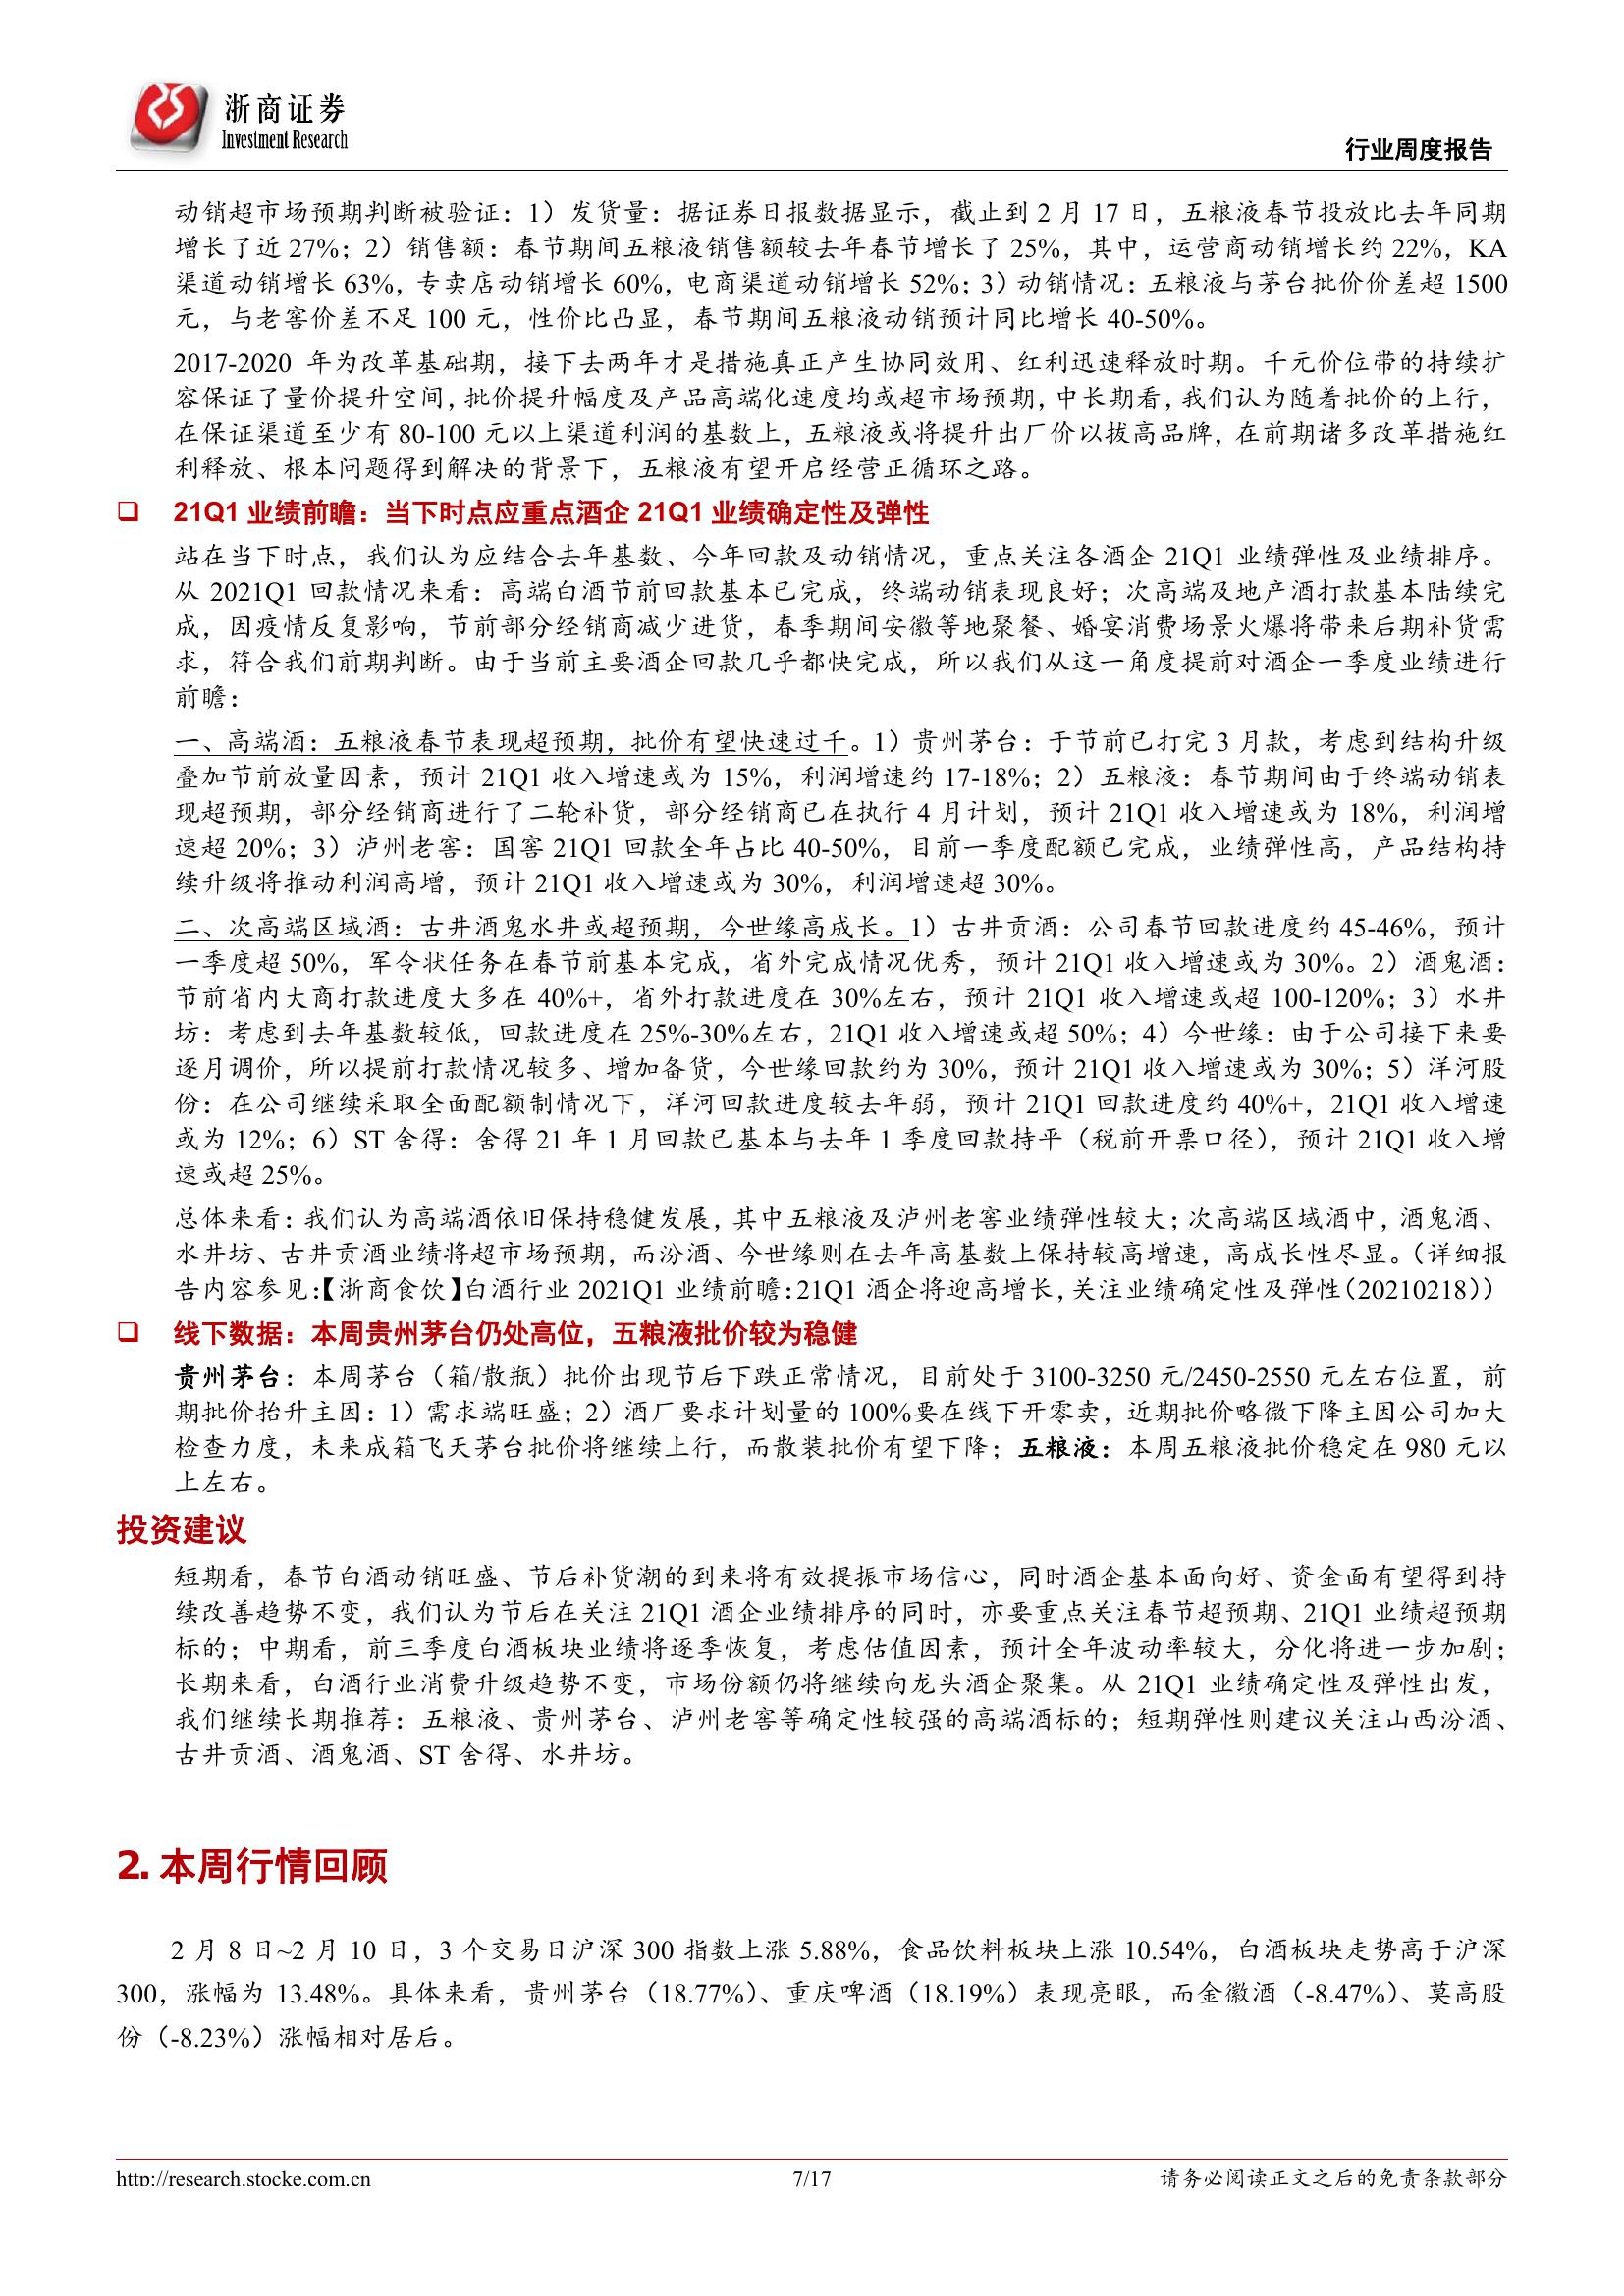 浙商证券
Investment Research
行业周度报告
动销超市场预期判断被验证：1）发货量：据证券日报数据显示，截止到 2 月 17 日，五粮液春节投放比去年同期
增长了近 27%；2）销售额：春节期间五粮液销售额较去年春节增长了 25%，其中，运营商动销增长约 22%，KA
渠道动销增长 63%，专卖店动销增长 60%，电商渠道动销增长 52%；3）动销情况：五粮液与茅台批价价差超 1500
元，与老窖价差不足 100 元，性价比凸显，春节期间五粮液动销预计同比增长 40-50%。
2017-2020 年为改革基础期，接下去两年才是措施真正产生协同效用、红利迅速释放时期。千元价位带的持续扩
容保证了量价提升空间，批价提升幅度及产品高端化速度均或超市场预期，中长期看，我们认为随着批价的上行，
在保证渠道至少有 80-100 元以上渠道利润的基数上，五粮液或将提升出厂价以拔高品牌，在前期诸多改革措施红
利释放、根本问题得到解决的背景下，五粮液有望开启经营正循环之路。
❑ 21Q1 业绩前瞻：当下时点应重点酒企 21Q1 业绩确定性及弹性
站在当下时点，我们认为应结合去年基数、今年回款及动销情况，重点关注各酒企 21Q1 业绩弹性及业绩排序。
从 2021Q1 回款情况来看：高端白酒节前回款基本已完成，终端动销表现良好；次高端及地产酒打款基本陆续完
成，因疫情反复影响，节前部分经销商减少进货，春季期间安徽等地聚餐、婚宴消费场景火爆将带来后期补货需
求，符合我们前期判断。由于当前主要酒企回款几乎都快完成，所以我们从这一角度提前对酒企一季度业绩进行
前瞻：
一、高端酒：五粮液春节表现超预期，批价有望快速过千。1）贵州茅台：于节前已打完 3 月款，考虑到结构升级
叠加节前放量因素，预计 21Q1 收入增速或为 15%，利润增速约 17-18%；2）五粮液：春节期间由于终端动销表
现超预期，部分经销商进行了二轮补货，部分经销商已在执行 4 月计划，预计 21Q1 收入增速或为 18%，利润增
速超 20%；3）泸州老窖：国窖 21Q1 回款全年占比 40-50%，目前一季度配额已完成，业绩弹性高，产品结构持
续升级将推动利润高增，预计 21Q1 收入增速或为 30%，利润增速超 30%。
二、次高端区域酒：古井酒鬼水井或超预期，今世缘高成长。1）古井贡酒：公司春节回款进度约 45-46%，预计
一季度超 50%，军令状任务在春节前基本完成，省外完成情况优秀，预计 21Q1 收入增速或为 30%。2）酒鬼酒：
节前省内大商打款进度大多在 40%+，省外打款进度在 30%左右，预计 21Q1 收入增速或超 100-120%；3）水井
坊：考虑到去年基数较低，回款进度在 25%-30%左右，21Q1 收入增速或超 50%；4）今世缘：由于公司接下来要
逐月调价，所以提前打款情况较多、增加备货，今世缘回款约为 30%，预计 21Q1 收入增速或为 30%；5）洋河股
份：在公司继续采取全面配额制情况下，洋河回款进度较去年弱，预计 21Q1 回款进度约 40%+，21Q1 收入增速
或为 12%；6）ST 舍得：舍得 21 年 1 月回款已基本与去年 1 季度回款持平（税前开票口径），预计 21Q1 收入增
速或超 25%。
总体来看：我们认为高端酒依旧保持稳健发展，其中五粮液及泸州老窖业绩弹性较大；次高端区域酒中，酒鬼酒、
水井坊、古井贡酒业绩将超市场预期，而汾酒、今世缘则在去年高基数上保持较高增速，高成长性尽显。（详细报
告内容参见：【浙商食饮】白酒行业 2021Q1 业绩前瞻：21Q1 酒企将迎高增长，关注业绩确定性及弹性（20210218））
❑ 线下数据：本周贵州茅台仍处高位，五粮液批价较为稳健
贵州茅台：本周茅台（箱/散瓶）批价出现节后下跌正常情况，目前处于 3100-3250 元/2450-2550 元左右位置，前
期批价抬升主因：1）需求端旺盛；2）酒厂要求计划量的 100%要在线下开零卖，近期批价略微下降主因公司加大
检查力度，未来成箱飞天茅台批价将继续上行，而散装批价有望下降；五粮液：本周五粮液批价稳定在 980 元以
上左右。
投资建议
短期看，春节白酒动销旺盛、节后补货潮的到来将有效提振市场信心，同时酒企基本面向好、资金面有望得到持
续改善趋势不变，我们认为节后在关注 21Q1 酒企业绩排序的同时，亦要重点关注春节超预期、21Q1 业绩超预期
标的；中期看，前三季度白酒板块业绩将逐季恢复，考虑估值因素，预计全年波动率较大，分化将进一步加剧；
长期来看，白酒行业消费升级趋势不变，市场份额仍将继续向龙头酒企聚集。从 21Q1 业绩确定性及弹性出发，
我们继续长期推荐：五粮液、贵州茅台、泸州老窖等确定性较强的高端酒标的；短期弹性则建议关注山西汾酒、
古井贡酒、酒鬼酒、ST 舍得、水井坊。
2. 本周行情回顾
2 月 8 日~2 月 10 日，3 个交易日沪深 300 指数上涨 5.88%，食品饮料板块上涨 10.54%，白酒板块走势高于沪深
300，涨幅为 13.48%。具体来看，贵州茅台（18.77%）、重庆啤酒（18.19%）表现亮眼，而金徽酒（-8.47%）、莫高股
份（-8.23%）涨幅相对居后。
http://research.stocke.com.cn
7/17
请务必阅读正文之后的免责条款部分